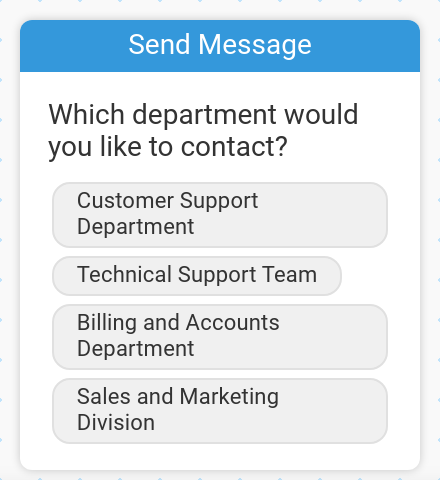 Send Message
Which department would
you like to contact?
Customer Support
Department
Technical Support Team
Billing and Accounts
Department
Sales and Marketing
Division